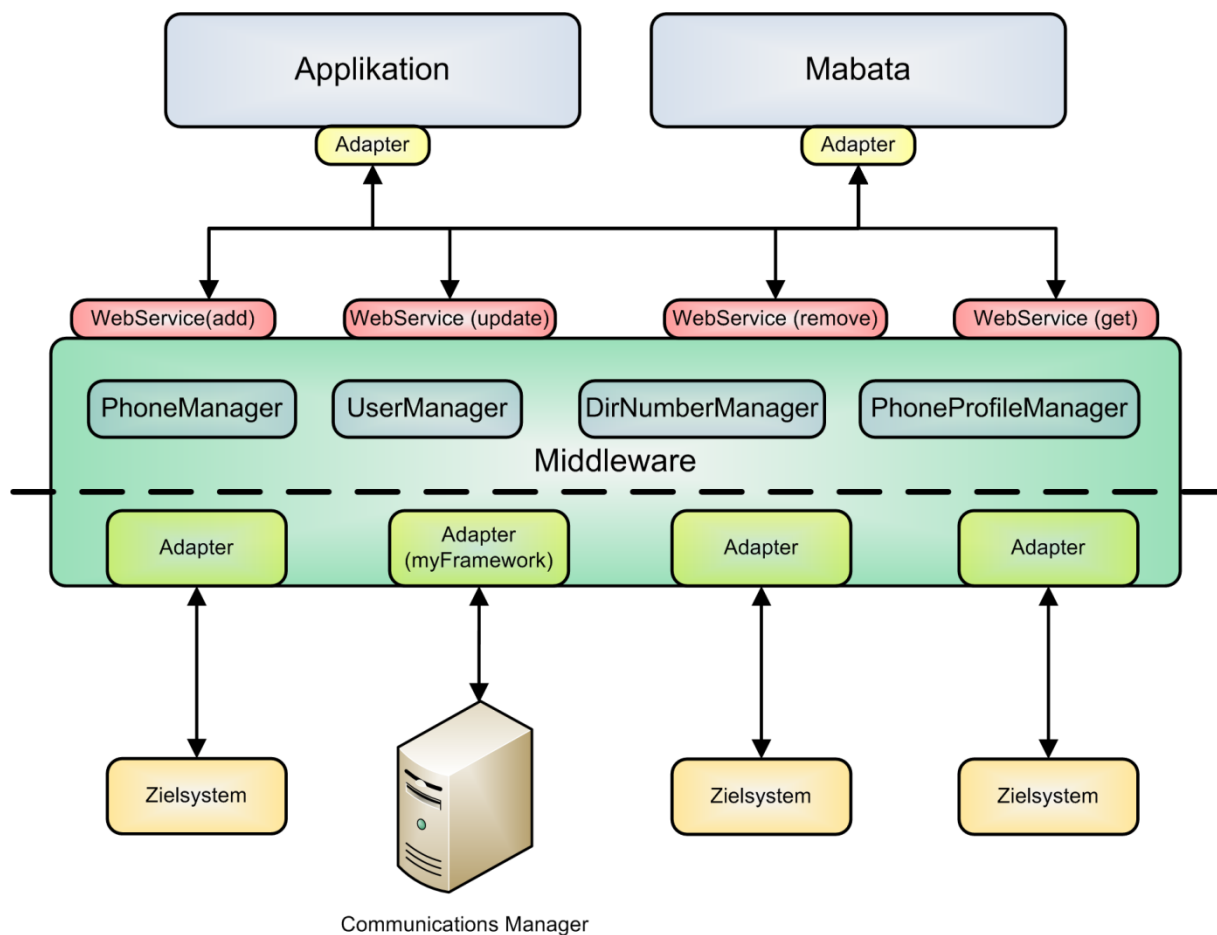 Applikation
Mabata
Adapter
Adapter
WebService(add)
WebService (update)
WebService (remove)
WebService (get)
PhoneManager
UserManager
DirNumberManager
PhoneProfileManager
Middleware
Adapter
Adapter
(myFramework)
Adapter
Adapter
Zielsystem
Zielsystem
Zielsystem
Communications Manager